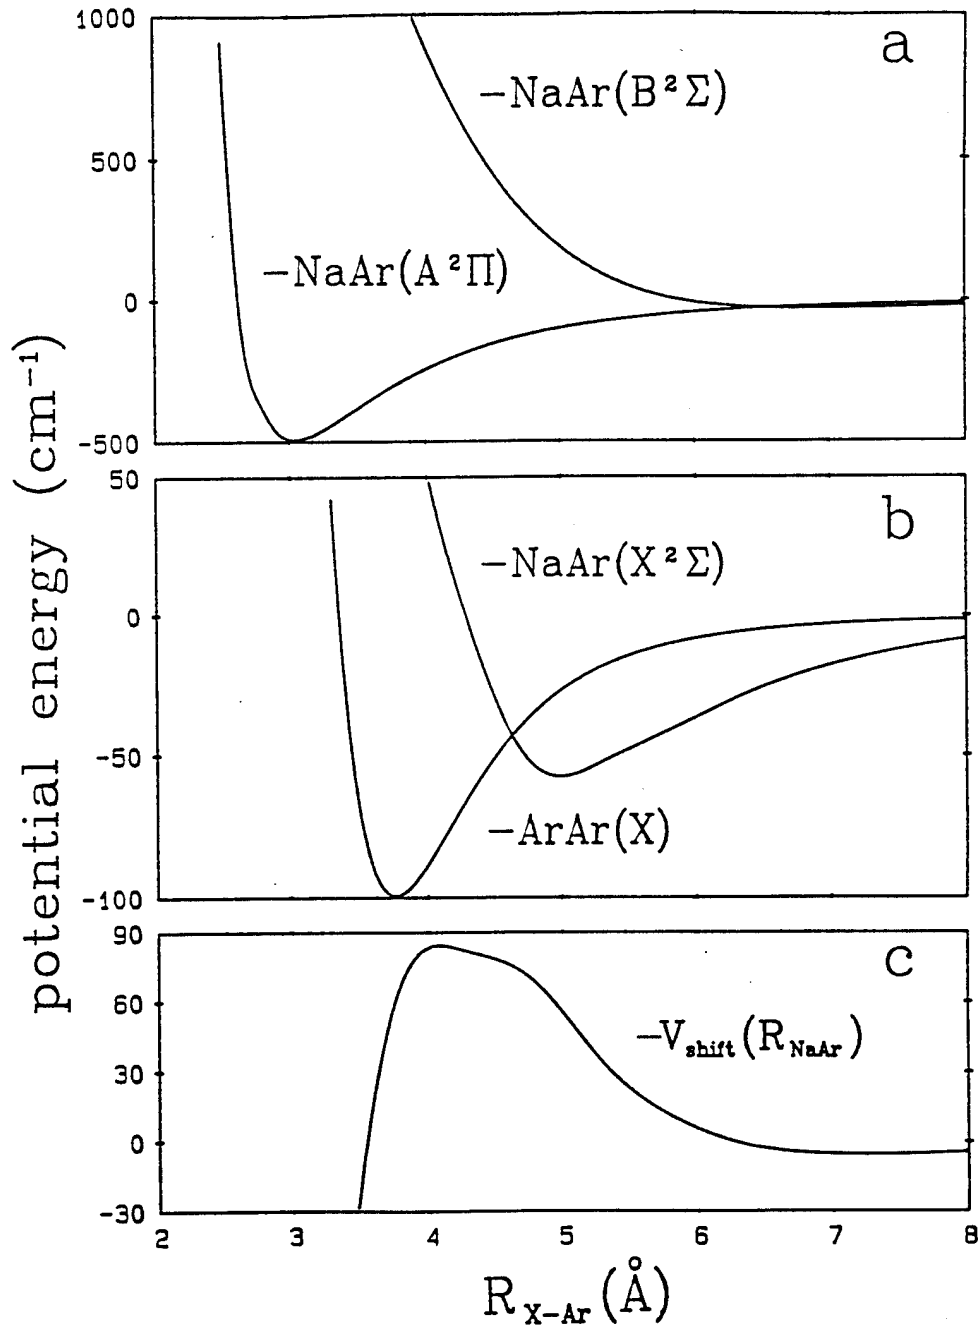 potential energy (cm⁻¹)
a
1000
500
0
-500
-NaAr(B²Σ)
-NaAr(A²Π)
b
50
0
-50
-100
-NaAr(X²Σ)
-ArAr(X)
c
90
60
30
0
-30
-V_shift(R_NaAr)
2 3 4 5 6 7 8
R_X-Ar(Å)